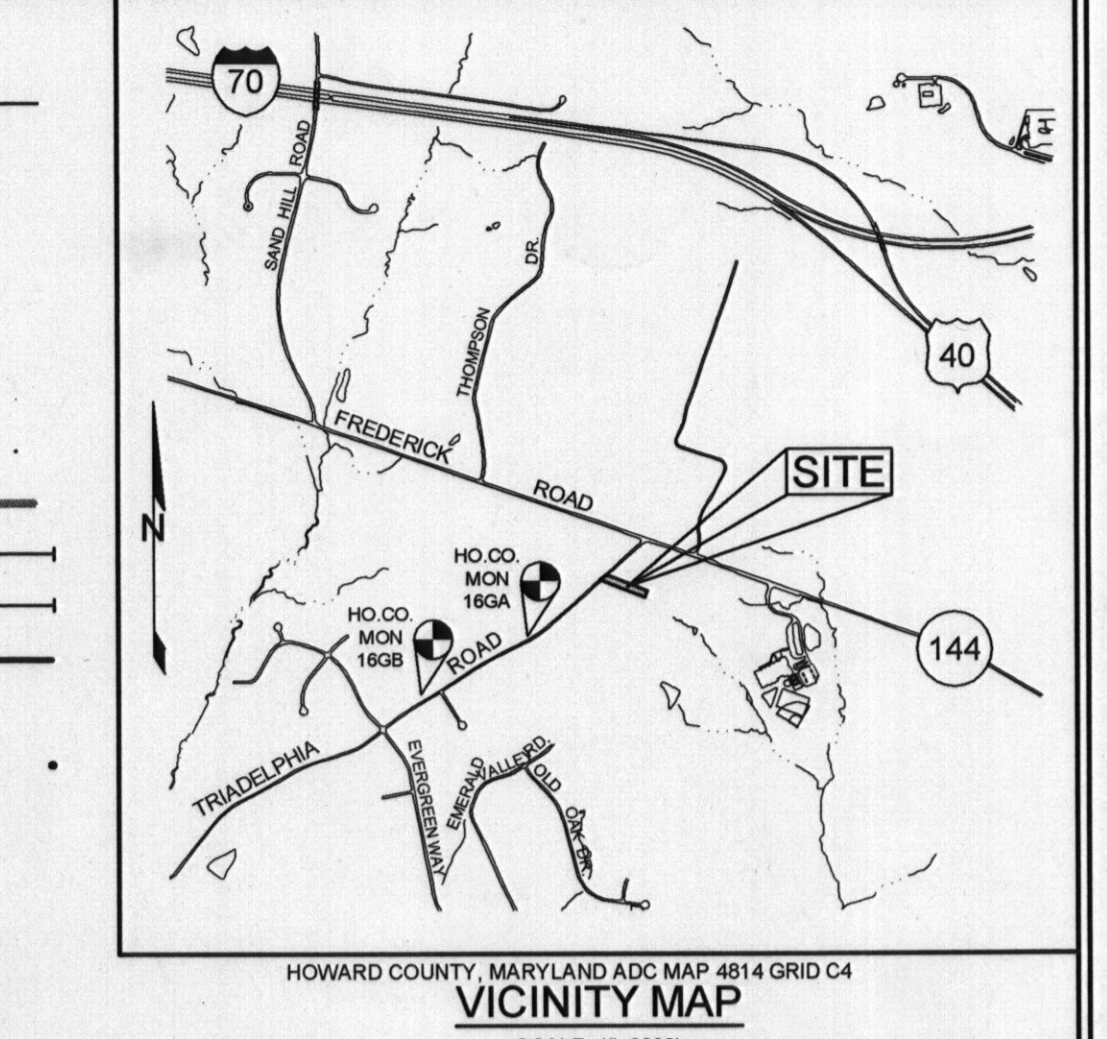 70
SAND HILL ROAD
THOMPSON DR.
40
FREDERICK ROAD
SITE
N
HO.CO.
MON
16GA
HO.CO.
MON
16GB
144
TRIADELPHIA ROAD
EVERGREEN WAY
EMERALD
VALLE RD.
OLD
OAK DR.
HOWARD COUNTY, MARYLAND ADC MAP 4814 GRID C4
VICINITY MAP